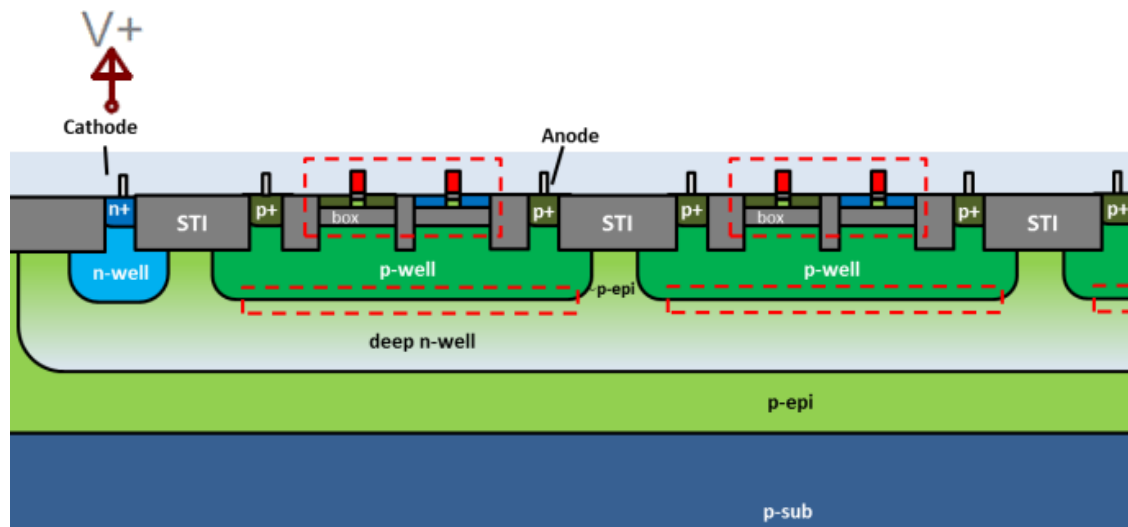 V+
Cathode
Anode
n+
STI
p+
box
p+
STI
p+
box
p+
STI
p+
n-well
p-well
p-epi
p-well
deep n-well
p-epi
p-sub